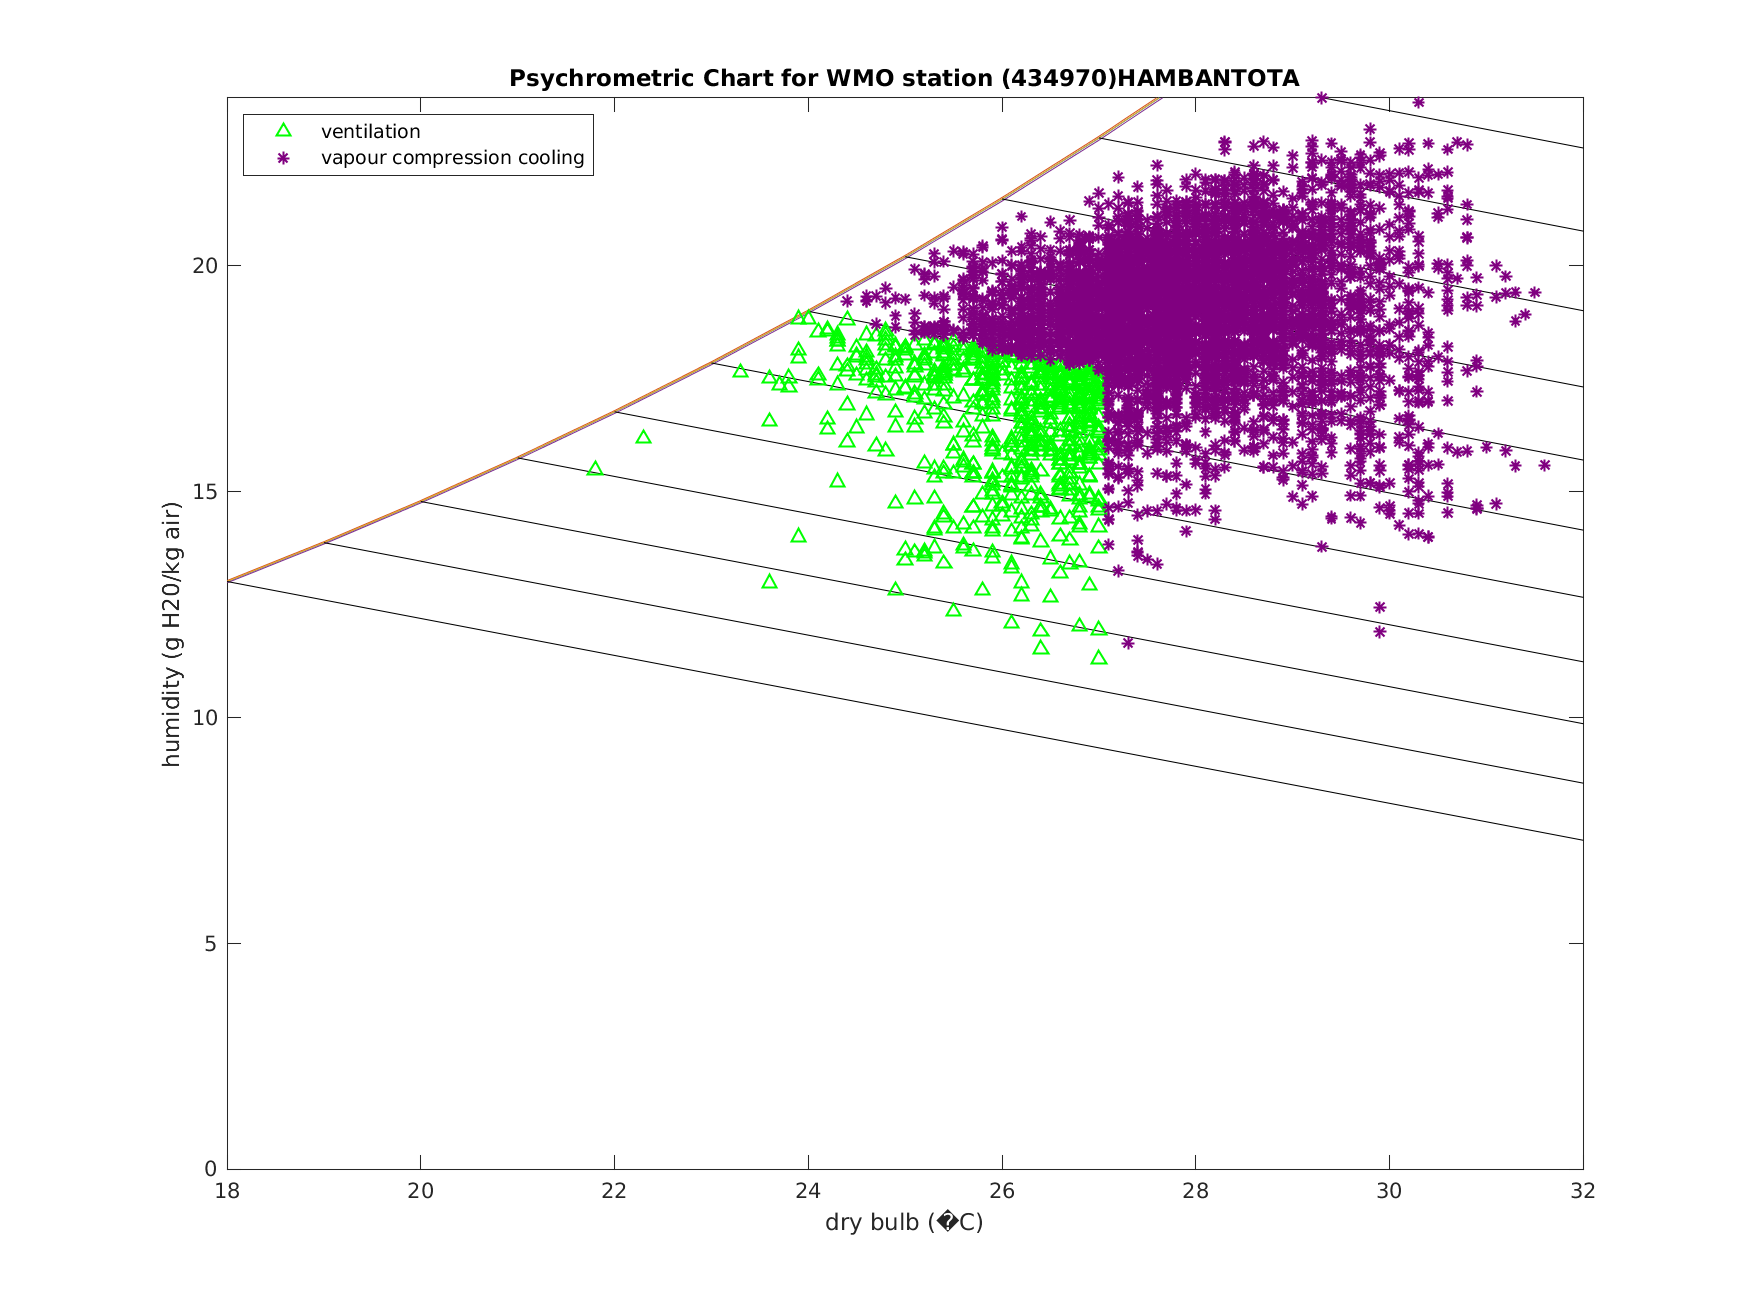 Psychrometric Chart for WMO station (434970)HAMBANTOTA
ventilation
vapour compression cooling
humidity (g H20/kg air)
20
15
10
5
0
18 20 22 24 26 28 30 32
dry bulb (�C)